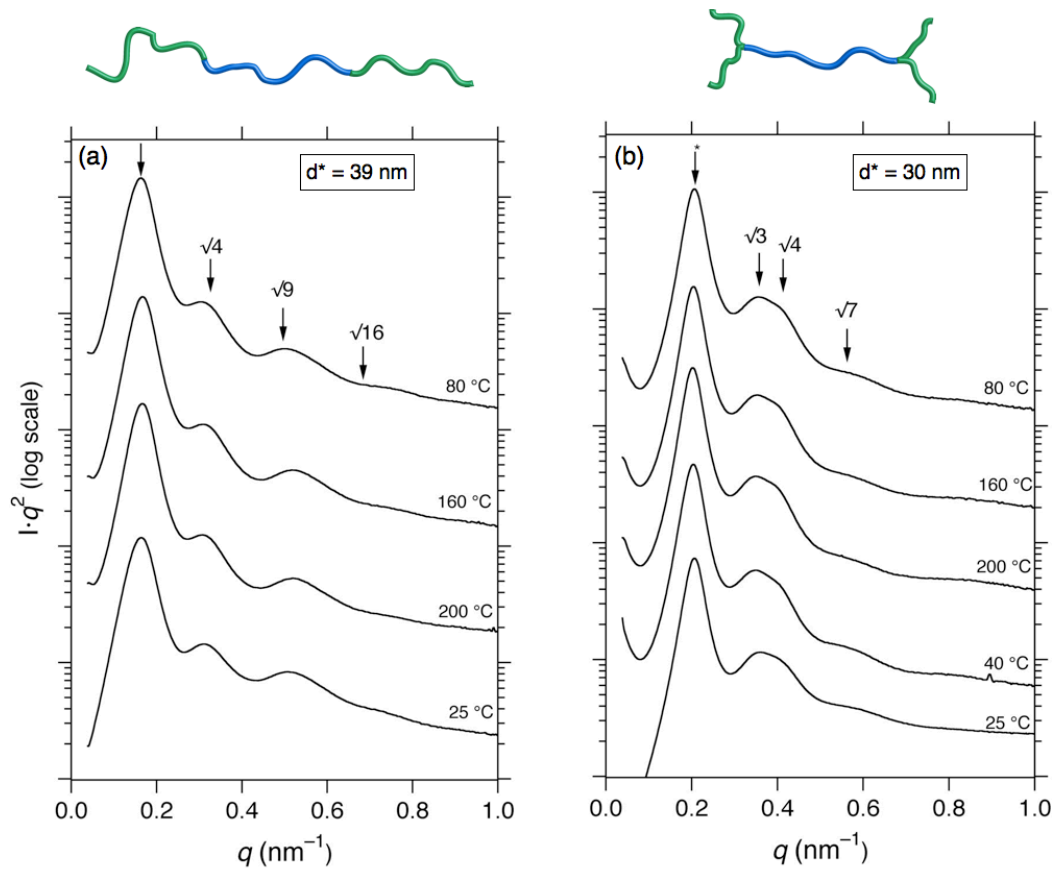 (a)
d* = 39 nm
√4
√9
√16
80 °C
160 °C
200 °C
25 °C
I·q² (log scale)
0.0 0.2 0.4 0.6 0.8 1.0
q (nm⁻¹)
(b)
*
d* = 30 nm
√3
√4
√7
80 °C
160 °C
200 °C
40 °C
25 °C
0.0 0.2 0.4 0.6 0.8 1.0
q (nm⁻¹)